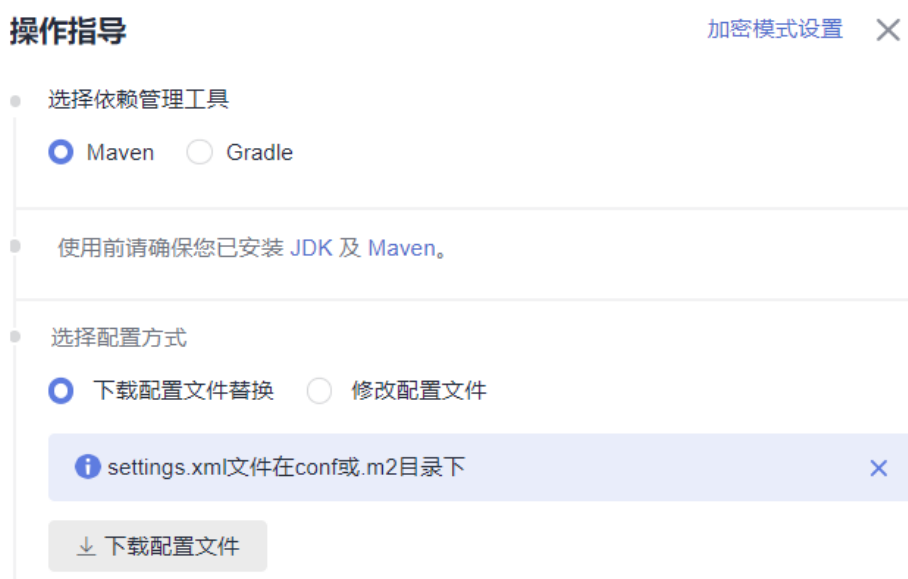 操作指导 加密模式设置
选择依赖管理工具
Maven Gradle
使用前请确保您已安装 JDK 及 Maven。
选择配置方式
下载配置文件替换 修改配置文件
settings.xml文件在conf或.m2目录下
下载配置文件